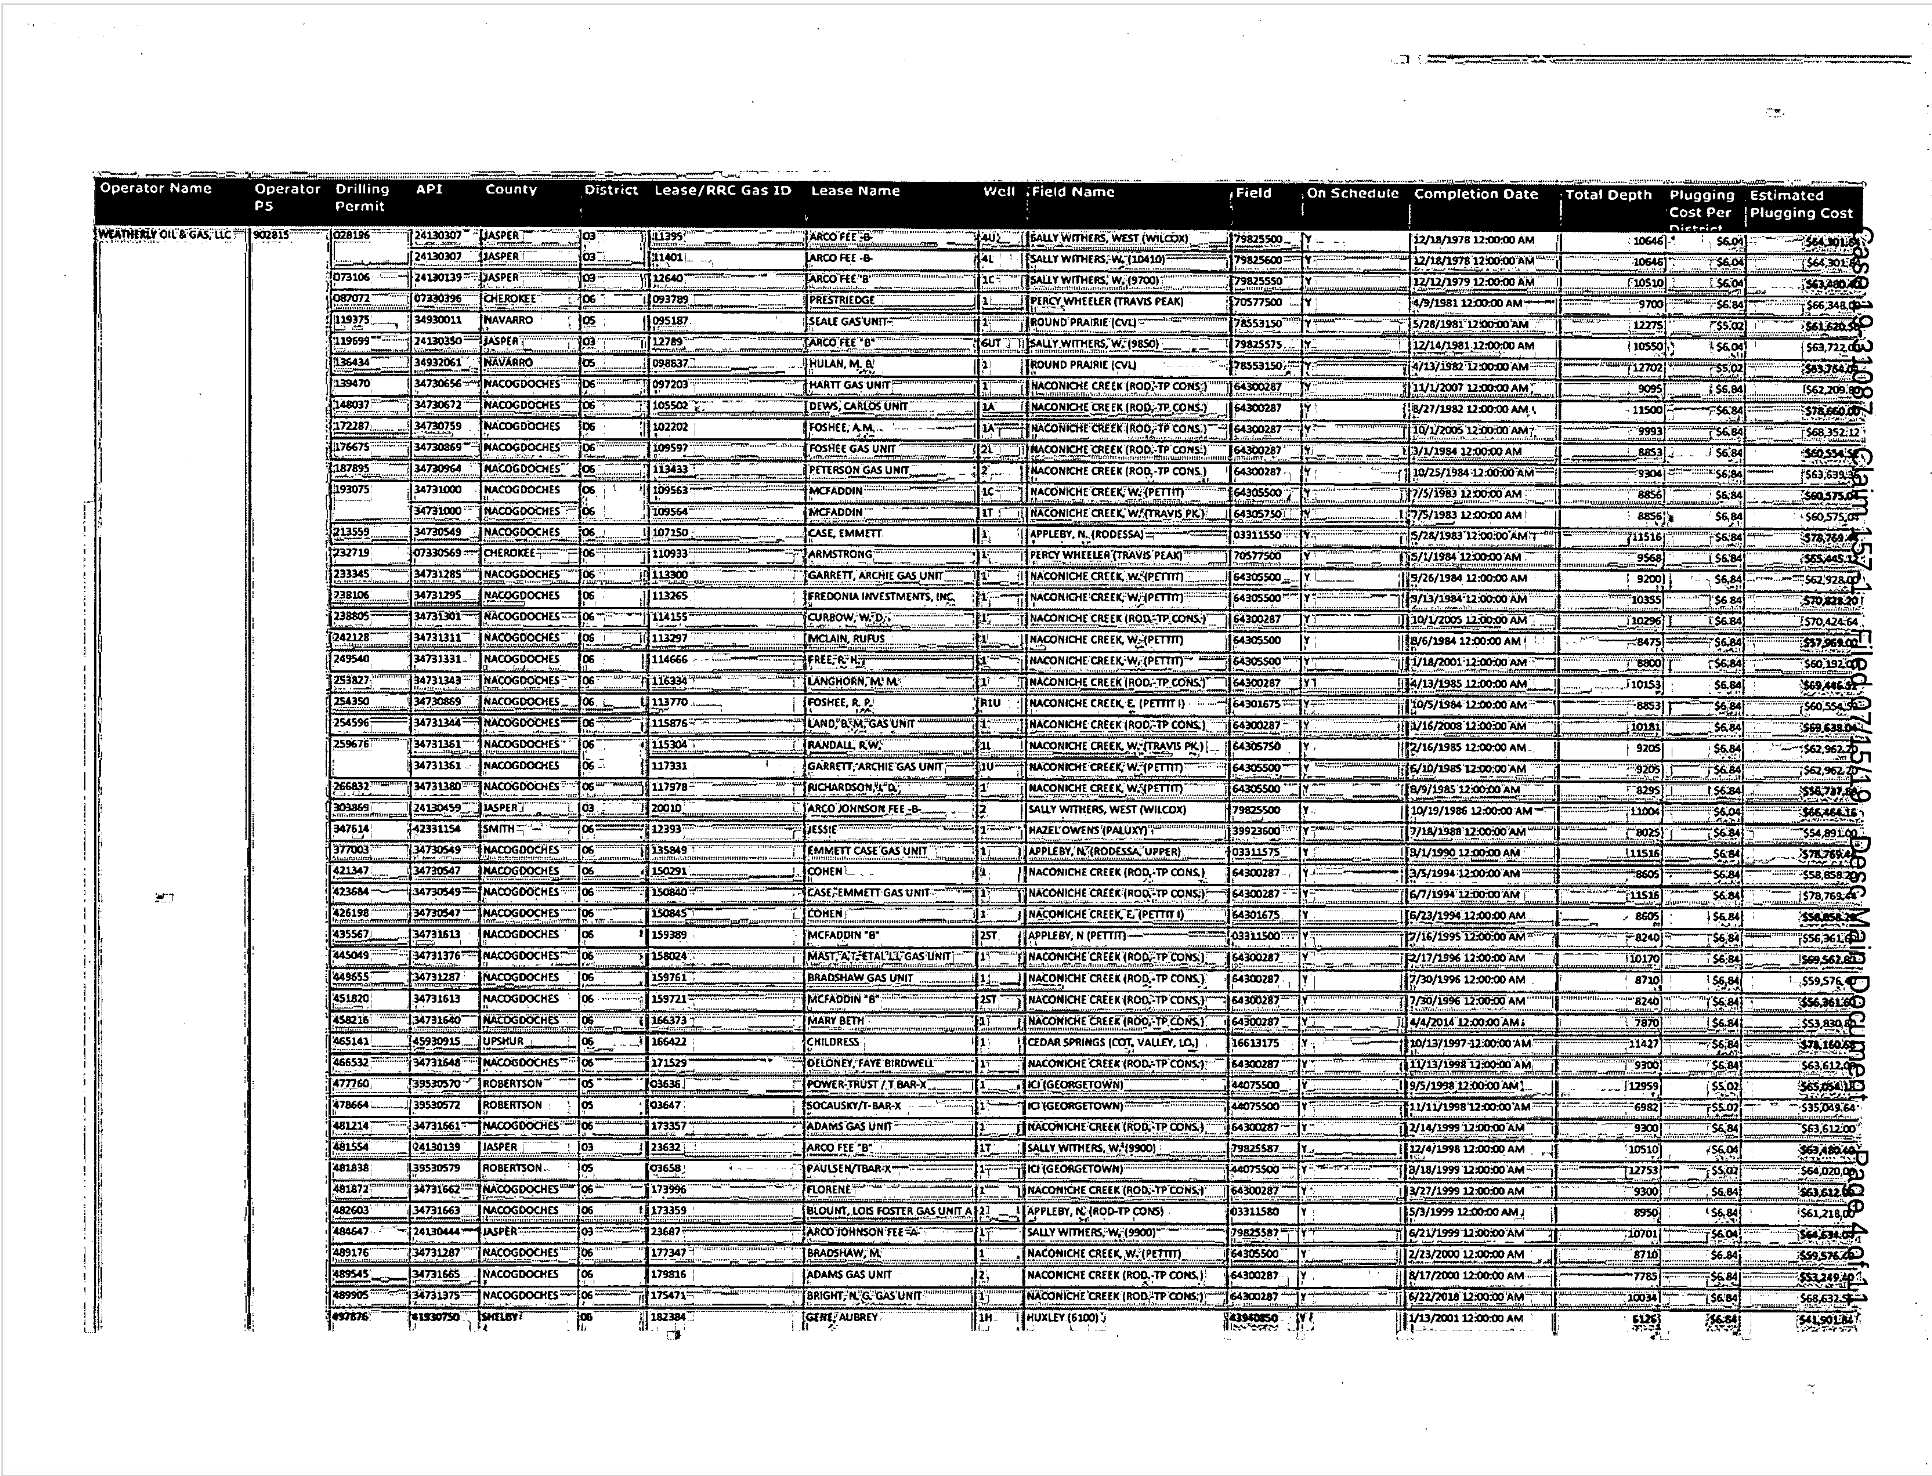 Operator Name Operator P5 Drilling Permit API County District Lease/RRC Gas ID Lease Name Well Field Name Field On Schedule Completion Date Total Depth Plugging Cost Per District Estimated Plugging Cost
WEATHERLY OIL & GAS, LLC 902815 028196 24130307 JASPER 03 11395 ARCO FEE -B- 4U SALLY WITHERS, WEST (WILCOX) 79825500 Y 12/18/1978 12:00:00 AM 10646 $6.04 $64,301.84
24130307 JASPER 03 11401 ARCO FEE -B- 4L SALLY WITHERS, W. (10410) 79825600 Y 12/18/1978 12:00:00 AM 10646 $6.04 $64,301.84
073106 24130139 JASPER 03 12640 ARCO FEE "B" 1C SALLY WITHERS, W. (9700) 79825550 Y 12/12/1979 12:00:00 AM 10510 $6.04 $63,480.40
087072 07330396 CHEROKEE 06 093789 PRESTRIEDGE 1 PERCY WHEELER (TRAVIS PEAK) 70577500 Y 4/9/1981 12:00:00 AM 9700 $6.84 $66,348.00
119375 34930011 NAVARRO 05 095187 SEALE GAS UNIT 1 ROUND PRAIRIE (CVL) 78553150 Y 5/28/1981 12:00:00 AM 12275 $5.02 $61,620.50
119699 24130350 JASPER 03 12789 ARCO FEE "B" 6UT SALLY WITHERS, W. (9850) 79825575 Y 12/14/1981 12:00:00 AM 10550 $6.04 $63,722.00
136434 34932061 NAVARRO 05 098837 HULAN, M. B. 1 ROUND PRAIRIE (CVL) 78553150 Y 4/13/1982 12:00:00 AM 12702 $5.02 $63,764.04
139470 34730656 NACOGDOCHES 06 097203 HARTT GAS UNIT 1 NACONICHE CREEK (ROD.-TP CONS.) 64300287 Y 11/1/2007 12:00:00 AM 9095 $6.84 $62,209.80
148037 34730672 NACOGDOCHES 06 105502 DEWS, CARLOS UNIT 1A NACONICHE CREEK (ROD.-TP CONS.) 64300287 Y 8/27/1982 12:00:00 AM 11500 $6.84 $78,660.00
172287 34730759 NACOGDOCHES 06 102202 FOSHEE, A.M. 1A NACONICHE CREEK (ROD.-TP CONS.) 64300287 Y 10/1/2005 12:00:00 AM 9993 $6.84 $68,352.12
176675 34730869 NACOGDOCHES 06 109597 FOSHEE GAS UNIT 2L NACONICHE CREEK (ROD.-TP CONS.) 64300287 Y 3/1/1984 12:00:00 AM 8853 $6.84 $60,554.52
187895 34730964 NACOGDOCHES 06 113433 PETERSON GAS UNIT 2 NACONICHE CREEK (ROD.-TP CONS.) 64300287 Y 10/25/1984 12:00:00 AM 9304 $6.84 $63,639.36
193075 34731000 NACOGDOCHES 06 109563 MCFADDIN 1C NACONICHE CREEK, W. (PETTIT) 64305500 Y 7/5/1983 12:00:00 AM 8856 $6.84 $60,575.04
34731000 NACOGDOCHES 06 109564 MCFADDIN 1T NACONICHE CREEK, W. (TRAVIS PK.) 64305750 Y 7/5/1983 12:00:00 AM 8856 $6.84 $60,575.04
213559 34730549 NACOGDOCHES 06 107150 CASE, EMMETT 1 APPLEBY, N. (RODESSA) 03311550 Y 5/28/1983 12:00:00 AM 11516 $6.84 $78,769.44
232719 07330569 CHEROKEE 06 110933 ARMSTRONG 1 PERCY WHEELER (TRAVIS PEAK) 70577500 Y 5/1/1984 12:00:00 AM 9568 $6.84 $65,445.12
233345 34731285 NACOGDOCHES 06 113300 GARRETT, ARCHIE GAS UNIT 1 NACONICHE CREEK, W. (PETTIT) 64305500 Y 9/26/1984 12:00:00 AM 9200 $6.84 $62,928.00
238106 34731295 NACOGDOCHES 06 113265 FREDONIA INVESTMENTS, INC. 1 NACONICHE CREEK, W. (PETTIT) 64305500 Y 9/13/1984 12:00:00 AM 10355 $6.84 $70,828.20
238805 34731301 NACOGDOCHES 06 114155 CURBOW, W. D. 1 NACONICHE CREEK (ROD.-TP CONS.) 64300287 Y 10/1/2005 12:00:00 AM 10296 $6.84 $70,424.64
242128 34731311 NACOGDOCHES 06 113297 MCLAIN, RUFUS 1 NACONICHE CREEK, W. (PETTIT) 64305500 Y 8/6/1984 12:00:00 AM 8475 $6.84 $57,969.00
249540 34731331 NACOGDOCHES 06 114666 FREE, R. H. 1 NACONICHE CREEK, W. (PETTIT) 64305500 Y 1/18/2001 12:00:00 AM 8800 $6.84 $60,192.00
253827 34731343 NACOGDOCHES 06 116334 LANGHORN, M. M. 1 NACONICHE CREEK (ROD.-TP CONS.) 64300287 Y 4/13/1985 12:00:00 AM 10153 $6.84 $69,446.52
254350 34730869 NACOGDOCHES 06 113770 FOSHEE, R. P. R1U NACONICHE CREEK, E. (PETTIT I) 64301675 Y 10/5/1984 12:00:00 AM 8853 $6.84 $60,554.52
254596 34731344 NACOGDOCHES 06 115876 LAND, B. M. GAS UNIT 1 NACONICHE CREEK (ROD.-TP CONS.) 64300287 Y 1/16/2008 12:00:00 AM 10181 $6.84 $69,638.04
259676 34731361 NACOGDOCHES 06 115304 RANDALL, R.W. 1L NACONICHE CREEK, W. (TRAVIS PK.) 64305750 Y 2/16/1985 12:00:00 AM 9205 $6.84 $62,962.20
34731361 NACOGDOCHES 06 117331 GARRETT, ARCHIE GAS UNIT 1U NACONICHE CREEK, W. (PETTIT) 64305500 Y 6/10/1985 12:00:00 AM 9205 $6.84 $62,962.20
266832 34731380 NACOGDOCHES 06 117978 RICHARDSON, 1 NACONICHE CREEK, W. (PETTIT) 64305500 Y 8/9/1985 12:00:00 AM 8295 $6.84 $56,737.80
303869 24130459 JASPER 03 20010 ARCO JOHNSON FEE -B- 2 SALLY WITHERS, WEST (WILCOX) 79825500 Y 10/19/1986 12:00:00 AM 11004 $6.04 $66,464.16
347614 42331154 SMITH 06 12393 JESSIE 1 HAZEL OWENS (PALUXY) 39923600 Y 7/18/1988 12:00:00 AM 8025 $6.84 $54,891.00
377003 34730549 NACOGDOCHES 06 135849 EMMETT CASE GAS UNIT 1 APPLEBY, N. (RODESSA, UPPER) 03311575 Y 8/1/1990 12:00:00 AM 11516 $6.84 $78,769.44
421347 34730547 NACOGDOCHES 06 150291 COHEN 1 NACONICHE CREEK (ROD.-TP CONS.) 64300287 Y 3/5/1994 12:00:00 AM 8605 $6.84 $58,858.20
423684 34730549 NACOGDOCHES 06 150840 CASE, EMMETT GAS UNIT 1 NACONICHE CREEK (ROD.-TP CONS.) 64300287 Y 6/7/1994 12:00:00 AM 11516 $6.84 $78,769.44
426198 34730547 NACOGDOCHES 06 150845 COHEN 1 NACONICHE CREEK, E. (PETTIT I) 64301675 Y 6/23/1994 12:00:00 AM 8605 $6.84 $58,858.20
435567 34731613 NACOGDOCHES 06 159389 MCFADDIN "B" 2ST APPLEBY, N (PETTIT) 03311500 Y 7/16/1995 12:00:00 AM 8240 $6.84 $56,361.60
445049 34731376 NACOGDOCHES 06 158024 MAST, A.T. ETAL GAS UNIT 1 NACONICHE CREEK (ROD.-TP CONS.) 64300287 Y 2/17/1996 12:00:00 AM 10170 $6.84 $69,562.80
449655 34731287 NACOGDOCHES 06 159761 BRADSHAW GAS UNIT 1 NACONICHE CREEK (ROD.-TP CONS.) 64300287 Y 7/30/1996 12:00:00 AM 8710 $6.84 $59,576.40
451820 34731613 NACOGDOCHES 06 159721 MCFADDIN "B" 2ST NACONICHE CREEK (ROD.-TP CONS.) 64300287 Y 7/30/1996 12:00:00 AM 8240 $6.84 $56,361.60
458216 34731640 NACOGDOCHES 06 166373 MARY BETH 1 NACONICHE CREEK (ROD.-TP CONS.) 64300287 Y 4/4/2014 12:00:00 AM 7870 $6.84 $53,830.80
465141 45930915 UPSHUR 06 166422 CHILDRESS 1 CEDAR SPRINGS (COT. VALLEY, LO.) 16613175 Y 10/13/1997 12:00:00 AM 11427 $6.84 $78,160.68
466532 34731648 NACOGDOCHES 06 171529 DELONEY, FAYE BIRDWELL 1 NACONICHE CREEK (ROD.-TP CONS.) 64300287 Y 11/13/1998 12:00:00 AM 9300 $6.84 $63,612.00
477760 39530570 ROBERTSON 05 03636 POWER-TRUST / T BAR-X 1 ICI (GEORGETOWN) 44075500 Y 9/5/1998 12:00:00 AM 12959 $5.02 $65,054.18
478664 39530572 ROBERTSON 05 03647 SOCAUSKY/T-BAR-X 1 ICI (GEORGETOWN) 44075500 Y 11/11/1998 12:00:00 AM 6982 $5.02 $35,049.64
481214 34731661 NACOGDOCHES 06 173357 ADAMS GAS UNIT 1 NACONICHE CREEK (ROD.-TP CONS.) 64300287 Y 2/14/1999 12:00:00 AM 9300 $6.84 $63,612.00
481554 24130139 JASPER 03 23632 ARCO FEE "B" 1T SALLY WITHERS, W. (9900) 79825587 Y 12/4/1998 12:00:00 AM 10510 $6.04 $63,480.40
481838 39530579 ROBERTSON 05 03658 PAULSEN/TBAR-X 1 ICI (GEORGETOWN) 44075500 Y 8/18/1999 12:00:00 AM 12753 $5.02 $64,020.06
481872 34731662 NACOGDOCHES 06 173996 FLORENE 1 NACONICHE CREEK (ROD.-TP CONS.) 64300287 Y 3/27/1999 12:00:00 AM 9300 $6.84 $63,612.00
482603 34731663 NACOGDOCHES 06 173359 BLOUNT, LOIS FOSTER GAS UNIT A 2 APPLEBY, N. (ROD-TP CONS) 03311580 Y 5/3/1999 12:00:00 AM 8950 $6.84 $61,218.00
484647 24130444 JASPER 03 23687 ARCO JOHNSON FEE -A- 1 SALLY WITHERS, W. (9900) 79825587 Y 6/21/1999 12:00:00 AM 10701 $6.04 $64,634.04
489176 34731287 NACOGDOCHES 06 177347 BRADSHAW, M. 1 NACONICHE CREEK, W. (PETTIT) 64305500 Y 2/23/2000 12:00:00 AM 8710 $6.84 $59,576.40
489545 34731665 NACOGDOCHES 06 179816 ADAMS GAS UNIT 2 NACONICHE CREEK (ROD.-TP CONS.) 64300287 Y 8/17/2000 12:00:00 AM 7785 $6.84 $53,249.40
489905 34731375 NACOGDOCHES 06 175471 BRIGHT, N. G. GAS UNIT 1 NACONICHE CREEK (ROD.-TP CONS.) 64300287 Y 6/22/2018 12:00:00 AM 10034 $6.84 $68,632.56
497876 41930750 SHELBY 06 182384 GENE, AUBREY 1H HUXLEY (6100) 43940850 Y 1/13/2001 12:00:00 AM 6126 $6.84 $41,901.84
Case 19-31087 Claim 157-1 Filed 07/15/19 Desc Main Document Page 4 of 11